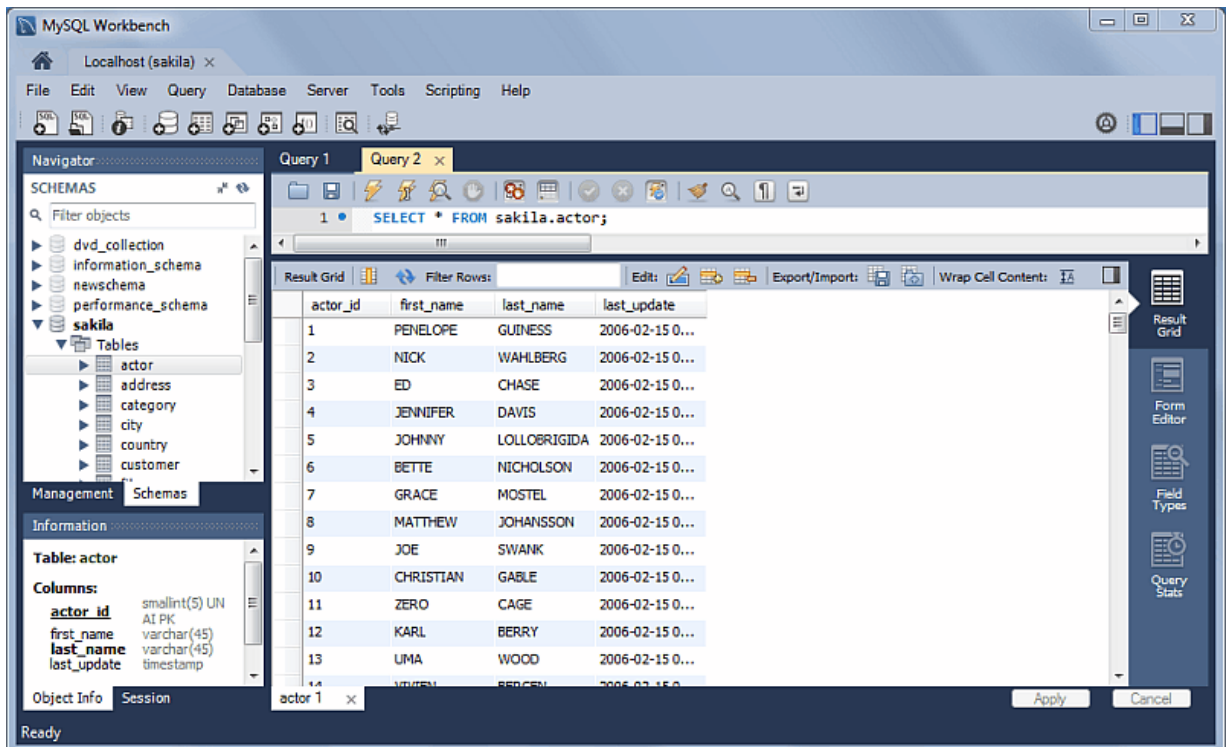 MySQL Workbench
Localhost (sakila)
File Edit View Query Database Server Tools Scripting Help
Navigator
SCHEMAS
Filter objects
dvd_collection
information_schema
newschema
performance_schema
sakila
Tables
actor
address
category
city
country
customer
Management Schemas
Information
Table: actor
Columns:
actor_id smallint(5) UN AI PK
first_name varchar(45)
last_name varchar(45)
last_update timestamp
Object Info Session
Query 1 Query 2
1 SELECT * FROM sakila.actor;
Result Grid Filter Rows: Edit: Export/Import: Wrap Cell Content:
actor_id first_name last_name last_update
1 PENELOPE GUINESS 2006-02-15 0...
2 NICK WAHLBERG 2006-02-15 0...
3 ED CHASE 2006-02-15 0...
4 JENNIFER DAVIS 2006-02-15 0...
5 JOHNNY LOLLOBRIGIDA 2006-02-15 0...
6 BETTE NICHOLSON 2006-02-15 0...
7 GRACE MOSTEL 2006-02-15 0...
8 MATTHEW JOHANSSON 2006-02-15 0...
9 JOE SWANK 2006-02-15 0...
10 CHRISTIAN GABLE 2006-02-15 0...
11 ZERO CAGE 2006-02-15 0...
12 KARL BERRY 2006-02-15 0...
13 UMA WOOD 2006-02-15 0...
Result
Grid
Form
Editor
Field
Types
Query
Stats
actor 1
Apply Cancel
Ready